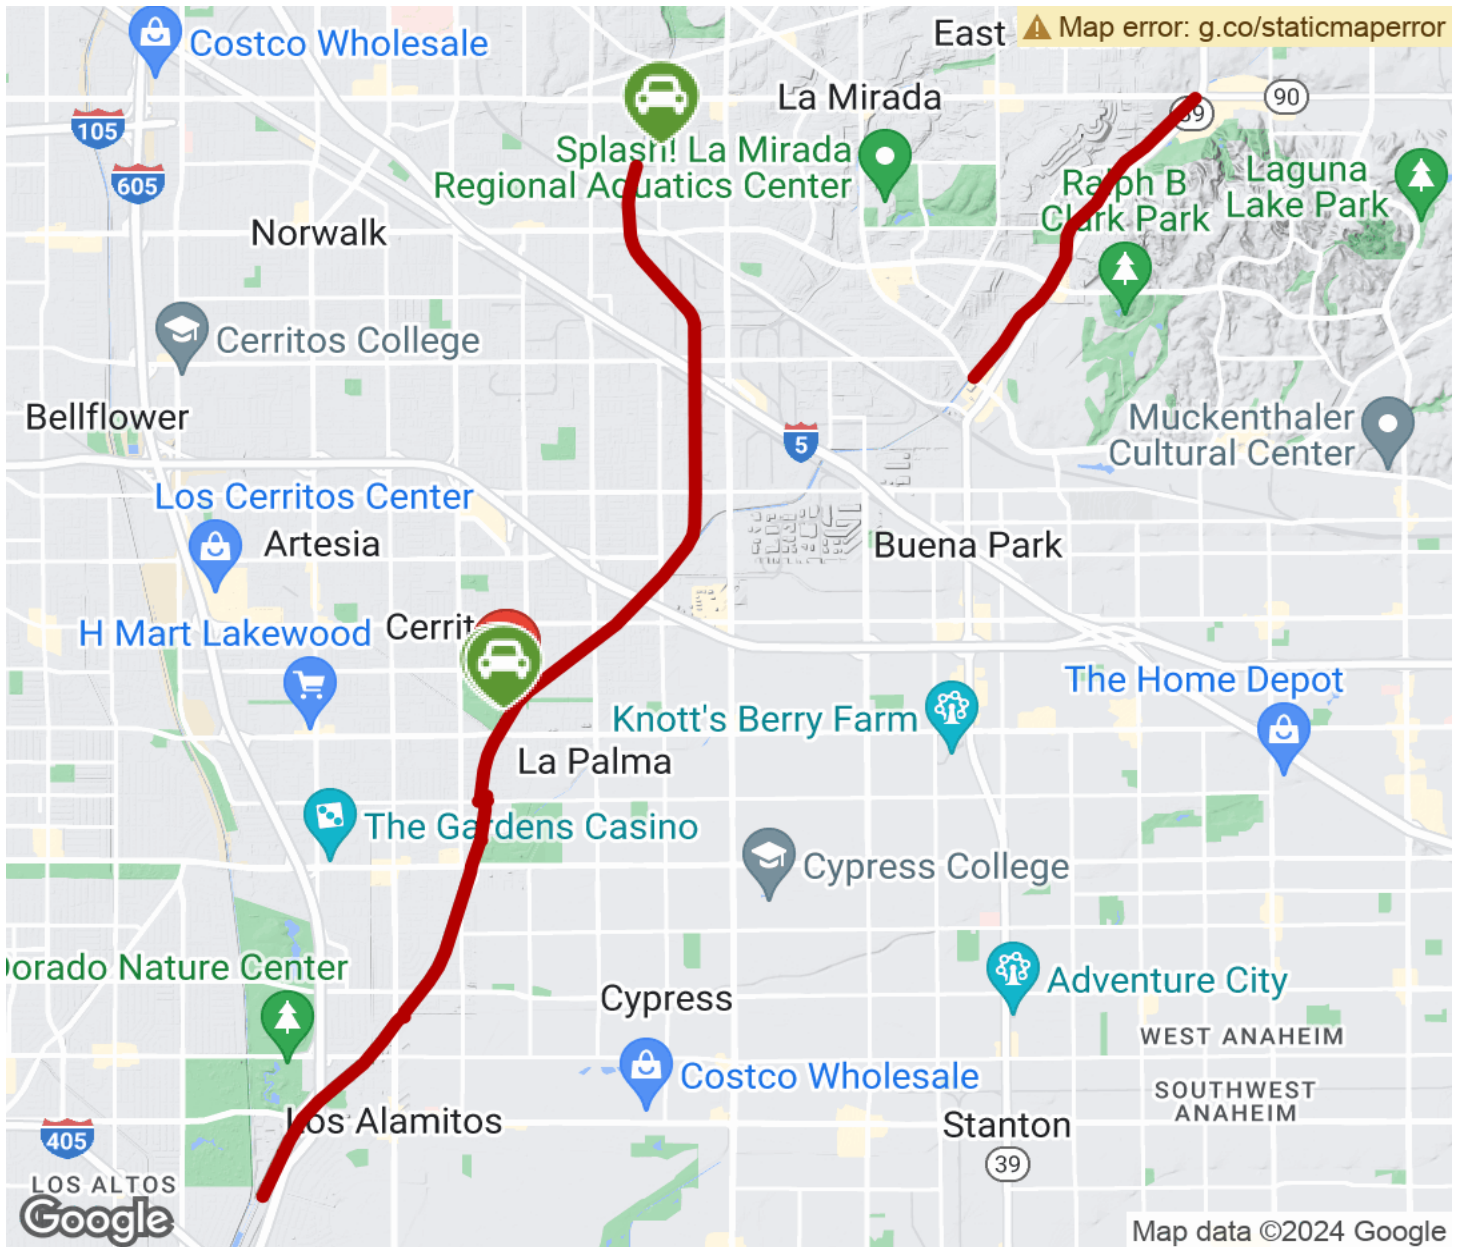 East
Map error: g.co/staticmaperror
Costco Wholesale
La Mirada
90
39
105
Splash! La Mirada
Regional Aquatics Center
605
Ralph B
Clark Park
Laguna
Lake Park
Norwalk
Cerritos College
Bellflower
Muckenthaler
Cultural Center
5
Los Cerritos Center
Artesia
Buena Park
H Mart Lakewood
Cerrit
The Home Depot
Knott's Berry Farm
La Palma
The Gardens Casino
Cypress College
Dorado Nature Center
Cypress
Adventure City
WEST ANAHEIM
Costco Wholesale
SOUTHWEST
ANAHEIM
Los Alamitos
Stanton
405
39
LOS ALTOS
Google
Map data ©2024 Google